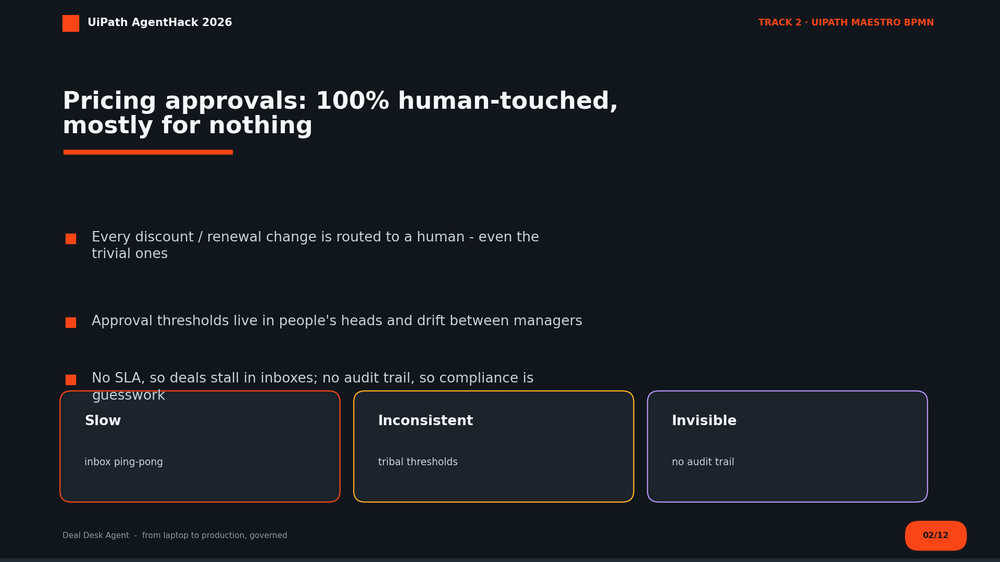 UiPath AgentHack 2026
TRACK 2 · UIPATH MAESTRO BPMN
Pricing approvals: 100% human-touched,
mostly for nothing
Every discount / renewal change is routed to a human - even the
trivial ones
Approval thresholds live in people's heads and drift between managers
No SLA, so deals stall in inboxes; no audit trail, so compliance is
guesswork
Slow
inbox ping-pong
Inconsistent
tribal thresholds
Invisible
no audit trail
Deal Desk Agent - from laptop to production, governed
02/12